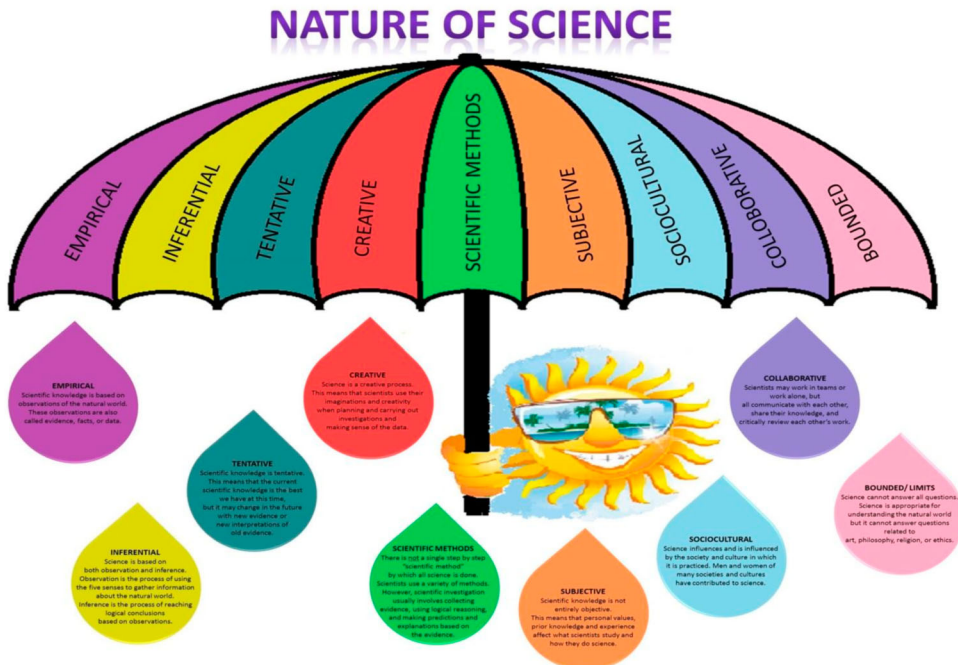 NATURE OF SCIENCE
EMPIRICAL
INFERENTIAL
TENTATIVE
CREATIVE
SCIENTIFIC METHODS
SUBJECTIVE
SOCIOCULTURAL
COLLOBORATIVE
BOUNDED
EMPIRICAL
Scientific knowledge is based on
observations of the natural world.
These observations are also
called evidence, facts, or data.
CREATIVE
Science is a creative process.
This means that scientists use their
imaginations and creativity
when planning and carrying out
investigations and
making sense of the data.
COLLABORATIVE
Scientists may work in teams or
work alone, but
all communicate with each other,
share their knowledge, and
critically review each other's work.
TENTATIVE
Scientific knowledge is tentative.
This means that the current
scientific knowledge is the best
we have at this time,
but it may change in the future
with new evidence or
new interpretations of
old evidence.
BOUNDED/ LIMITS
Science cannot answer all questions.
Science is appropriate for
understanding the natural world
but it cannot answer questions
related to
art, philosophy, religion, or ethics.
INFERENTIAL
Science is based on
both observation and inference.
Observation is the process of using
the five senses to gather information
about the natural world.
Inference is the process of reaching
logical conclusions
based on observations.
SCIENTIFIC METHODS
There is not a single step by step
"scientific method"
by which all science is done.
Scientists use a variety of methods.
However, scientific investigation
usually involves collecting
evidence, using logical reasoning,
and making predictions and
explanations based on
the evidence.
SUBJECTIVE
Scientific knowledge is not
entirely objective.
This means that personal values,
prior knowledge and experience
affect what scientists study and
how they do science.
SOCIOCULTURAL
Science influences and is influenced
by the society and culture in which
it is practiced. Men and women of
many societies and cultures
have contributed to science.